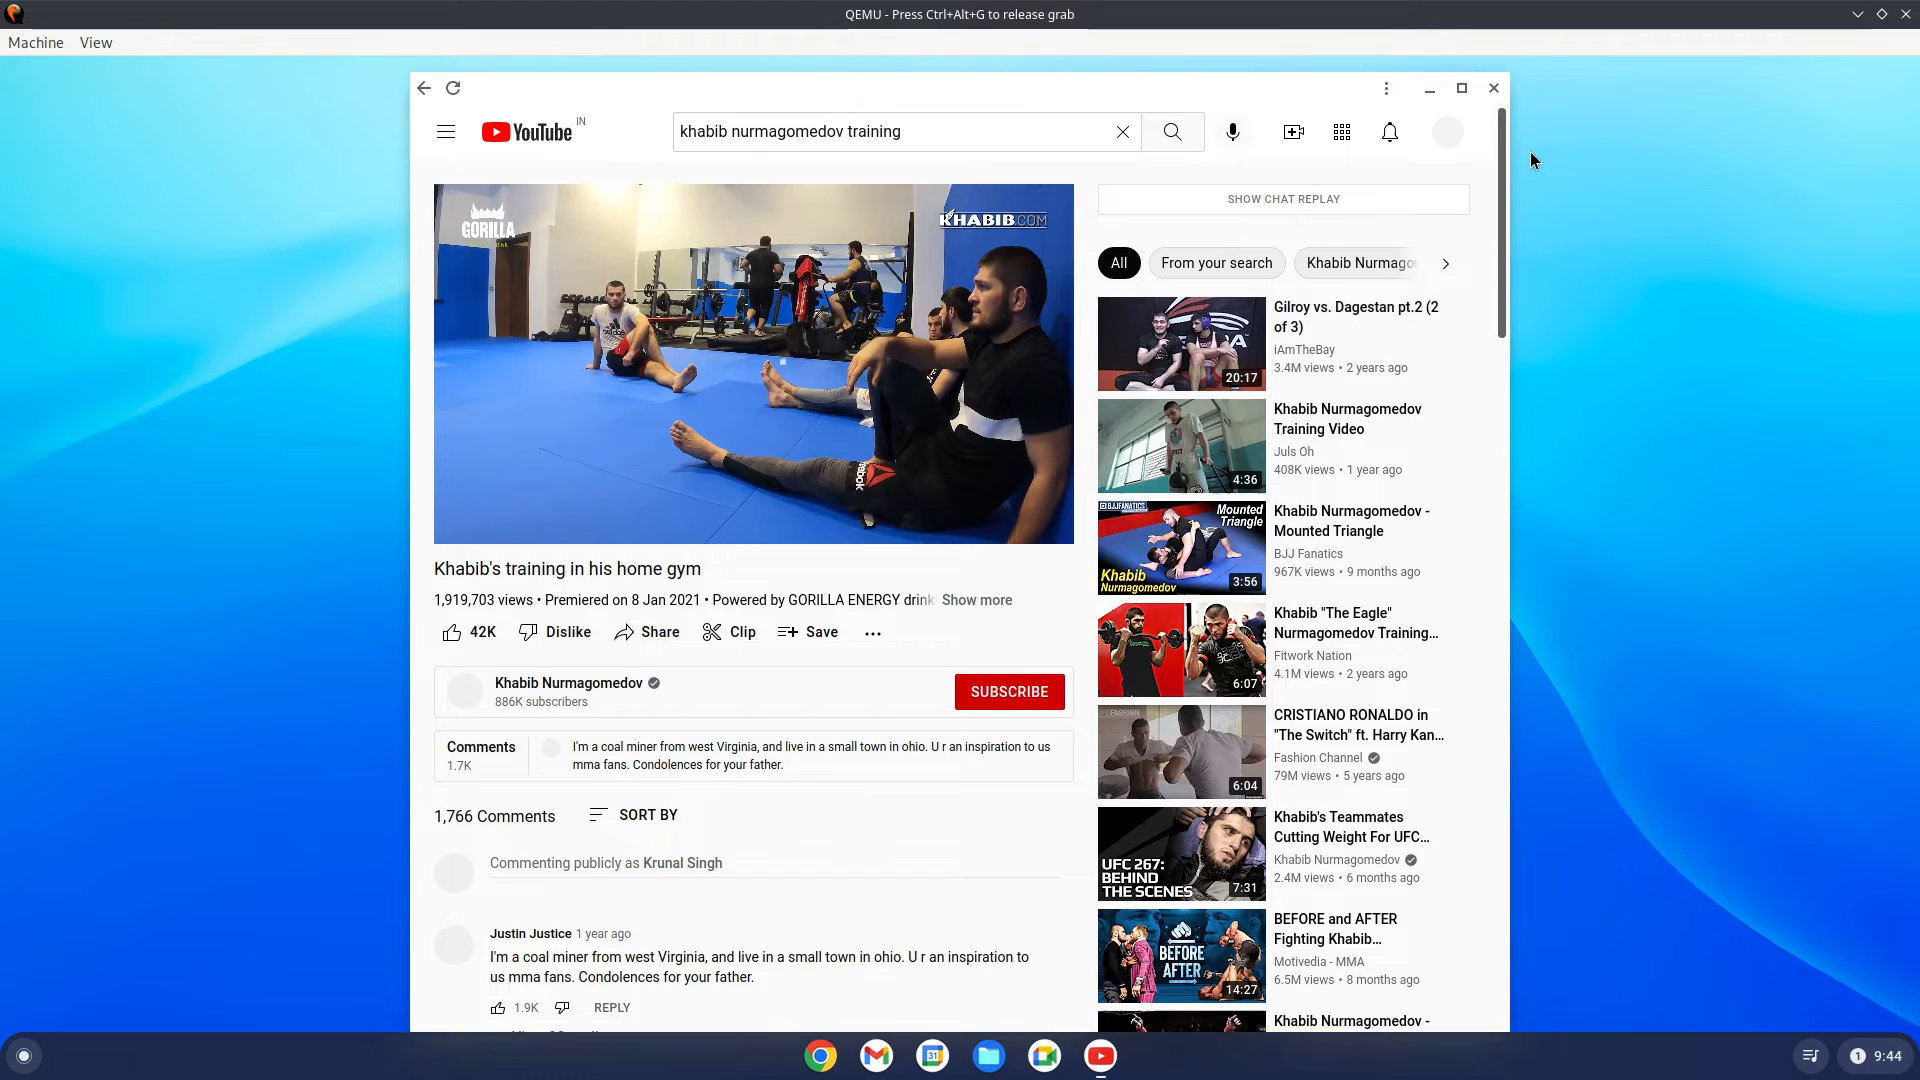 QEMU - Press Ctrl+Alt+G to release grab
Machine View
YouTube IN
khabib nurmagomedov training
GORILLA
KHABIB.COM
Reebok
Khabib's training in his home gym
1,919,703 views • Premiered on 8 Jan 2021 • Powered by GORILLA ENERGY drink Show more
42K Dislike Share Clip Save ...
Khabib Nurmagomedov
886K subscribers
SUBSCRIBE
Comments
1.7K
I'm a coal miner from west Virginia, and live in a small town in ohio. U r an inspiration to us
mma fans. Condolences for your father.
1,766 Comments SORT BY
Commenting publicly as Krunal Singh
Justin Justice 1 year ago
I'm a coal miner from west Virginia, and live in a small town in ohio. U r an inspiration to
us mma fans. Condolences for your father.
1.9K REPLY
SHOW CHAT REPLAY
All From your search Khabib Nurmago
20:17
Gilroy vs. Dagestan pt.2 (2
of 3)
iAmTheBay
3.4M views • 2 years ago
4:36
Khabib Nurmagomedov
Training Video
Juls Oh
408K views • 1 year ago
BJJFANATICS
Mounted
Triangle
Khabib
Nurmagomedov
3:56
Khabib Nurmagomedov -
Mounted Triangle
BJJ Fanatics
967K views • 9 months ago
6:07
Khabib "The Eagle"
Nurmagomedov Training...
Fitwork Nation
4.1M views • 2 years ago
FASHION
6:04
CRISTIANO RONALDO in
"The Switch" ft. Harry Kan...
Fashion Channel
79M views • 5 years ago
UFC 267:
BEHIND
THE SCENES
7:31
Khabib's Teammates
Cutting Weight For UFC...
Khabib Nurmagomedov
2.4M views • 6 months ago
BEFORE
AFTER
14:27
BEFORE and AFTER
Fighting Khabib...
Motivedia - MMA
6.5M views • 8 months ago
Khabib Nurmagomedov -
31
1 9:44